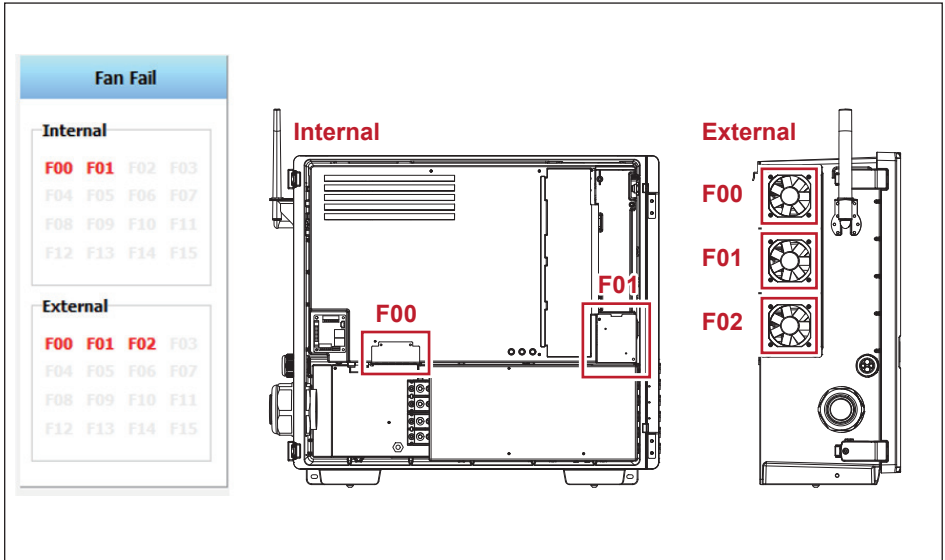 Fan Fail
Internal
F00 F01 F02 F03
F04 F05 F06 F07
F08 F09 F10 F11
F12 F13 F14 F15
External
F00 F01 F02 F03
F04 F05 F06 F07
F08 F09 F10 F11
F12 F13 F14 F15
Internal
F00
F01
External
F00
F01
F02